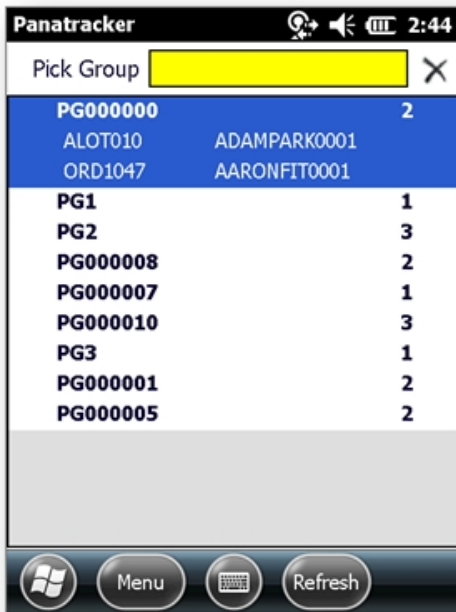 Panatracker 2:44
Pick Group
PG000000 2
ALOT010 ADAMPARK0001
ORD1047 AARONFIT0001
PG1 1
PG2 3
PG000008 2
PG000007 1
PG000010 3
PG3 1
PG000001 2
PG000005 2
Menu Refresh